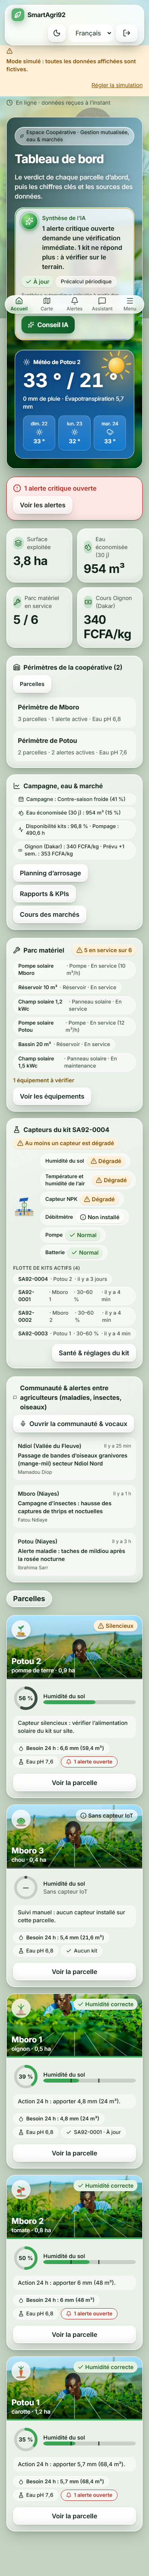 SmartAgri92
Français
Mode simulé : toutes les données affichées sont
fictives.
Régler la simulation
En ligne · données reçues à l'instant
Espace Coopérative · Gestion mutualisée,
eau & marchés
Tableau de bord
Le verdict de chaque parcelle d'abord,
puis les chiffres clés et les sources des
données.
Synthèse de l'IA
1 alerte critique ouverte
demande une vérification
immédiate. 1 kit ne répond
plus : à vérifier sur le
terrain.
À jour
Précalcul périodique
Accueil
Carte
Alertes
Assistant
Menu
Conseil IA
Météo de Potou 2
33 ° / 21 °
0 mm de pluie · Évapotranspiration 5,7
mm
dim. 22
33 °
lun. 23
32 °
mar. 24
33 °
1 alerte critique ouverte
Voir les alertes
Surface
exploitée
3,8 ha
Eau
économisée
(30 j)
954 m³
Parc matériel
en service
5 / 6
Cours Oignon
(Dakar)
340
FCFA/kg
Périmètres de la coopérative (2)
Parcelles
Périmètre de Mboro
3 parcelles · 1 alerte active · Eau pH 6,8
Périmètre de Potou
2 parcelles · 2 alertes actives · Eau pH 7,6
Campagne, eau & marché
Campagne : Contre-saison froide (41 %)
Eau économisée (30 j) : 954 m³ (15 %)
Disponibilité kits : 96,8 % · Pompage :
490,6 h
Oignon (Dakar) : 340 FCFA/kg · Prévu +1
sem. : 353 FCFA/kg
Planning d'arrosage
Rapports & KPIs
Cours des marchés
Parc matériel
5 en service sur 6
Pompe solaire Mboro · Pompe · En service (10 m³/h)
Réservoir 10 m³ · Réservoir · En service
Champ solaire 1,2 kWc · Panneau solaire · En service
Pompe solaire Potou · Pompe · En service (12 m³/h)
Bassin 20 m³ · Réservoir · En service
Champ solaire 1,5 kWc · Panneau solaire · En maintenance
1 équipement à vérifier
Voir les équipements
Capteurs du kit SA92-0004
Au moins un capteur est dégradé
Humidité du sol Dégradé
Température et humidité de l'air Dégradé
Capteur NPK Dégradé
Débitmètre Non installé
Pompe Normal
Batterie Normal
FLOTTE DE KITS ACTIFS (4)
SA92-0004 · Potou 2 · il y a 3 jours
SA92-0001 · Mboro 1 · 30–60 % · il y a 4 min
SA92-0002 · Mboro 2 · 30–60 % · il y a 4 min
SA92-0003 · Potou 1 · 30–60 % · il y a 4 min
Santé & réglages du kit
Communauté & alertes entre
agriculteurs (maladies, insectes,
oiseaux)
Ouvrir la communauté & vocaux
Ndiol (Vallée du Fleuve) il y a 25 min
Passage de bandes d'oiseaux granivores
(mange-mil) secteur Ndiol Nord
Mamadou Diop
Mboro (Niayes) il y a 1 h
Campagne d'insectes : hausse des
captures de thrips et noctuelles
Fatou Ndiaye
Potou (Niayes) il y a 3 h
Alerte maladie : taches de mildiou après
la rosée nocturne
Ibrahima Sarr
Parcelles
Silencieux
Potou 2
pomme de terre · 0,9 ha
56 %
Humidité du sol
Capteur silencieux : vérifier l'alimentation
solaire du kit sur site.
Besoin 24 h : 6,6 mm (59,4 m³)
Eau pH 7,6
1 alerte ouverte
Voir la parcelle
Sans capteur IoT
Mboro 3
chou · 0,4 ha
Humidité du sol
Sans capteur IoT
Suivi manuel : aucun capteur installé sur
cette parcelle.
Besoin 24 h : 5,4 mm (21,6 m³)
Eau pH 6,8
Aucun kit
Voir la parcelle
Humidité correcte
Mboro 1
oignon · 0,5 ha
39 %
Humidité du sol
Action 24 h : apporter 4,8 mm (24 m³).
Besoin 24 h : 4,8 mm (24 m³)
Eau pH 6,8
SA92-0001 · À jour
Voir la parcelle
Humidité correcte
Mboro 2
tomate · 0,8 ha
50 %
Humidité du sol
Action 24 h : apporter 6 mm (48 m³).
Besoin 24 h : 6 mm (48 m³)
Eau pH 6,8
1 alerte ouverte
Voir la parcelle
Humidité correcte
Potou 1
carotte · 1,2 ha
35 %
Humidité du sol
Action 24 h : apporter 5,7 mm (68,4 m³).
Besoin 24 h : 5,7 mm (68,4 m³)
Eau pH 7,6
1 alerte ouverte
Voir la parcelle